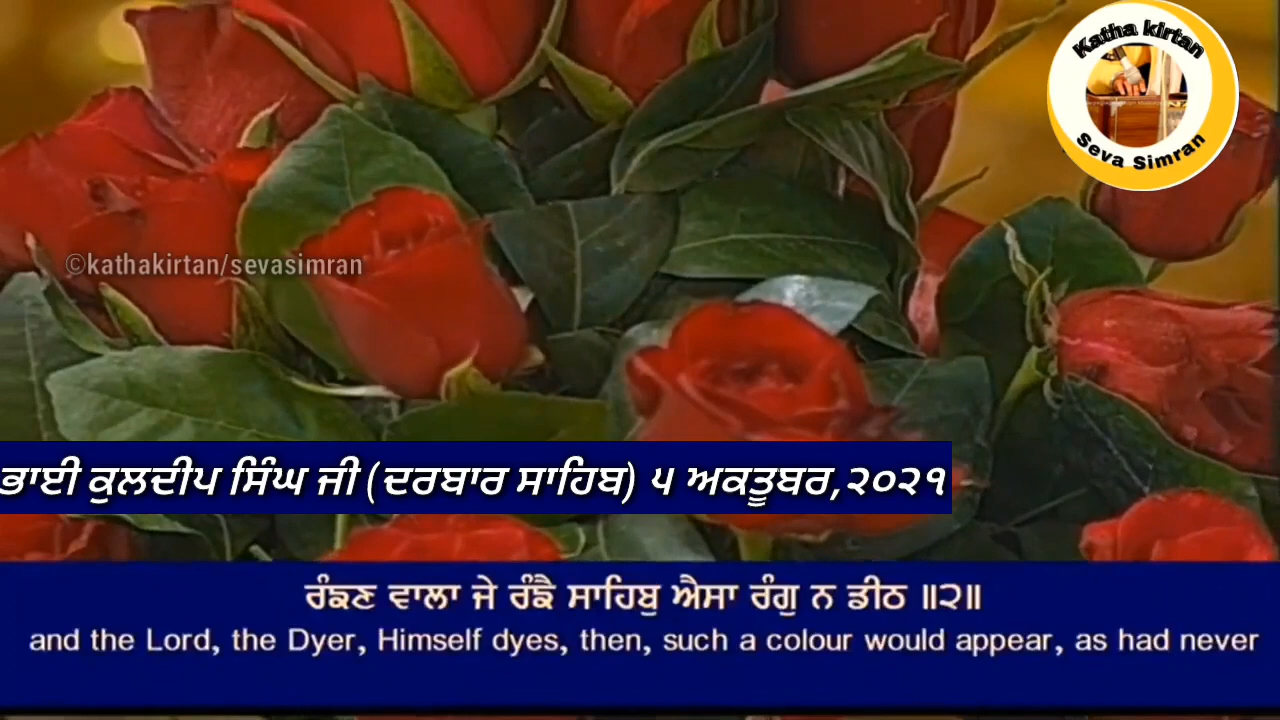 Katha kirtan
Seva Simran
©kathakirtan/sevasimran
ਭਾਈ ਕੁਲਦੀਪ ਸਿੰਘ ਜੀ (ਦਰਬਾਰ ਸਾਹਿਬ) ੫ ਅਕਤੂਬਰ,੨੦੨੧
ਰੰਙਣ ਵਾਲਾ ਜੇ ਰੰਙੈ ਸਾਹਿਬੁ ਐਸਾ ਰੰਗੁ ਨ ਡੀਠ ॥੨॥
and the Lord, the Dyer, Himself dyes, then, such a colour would appear, as had never